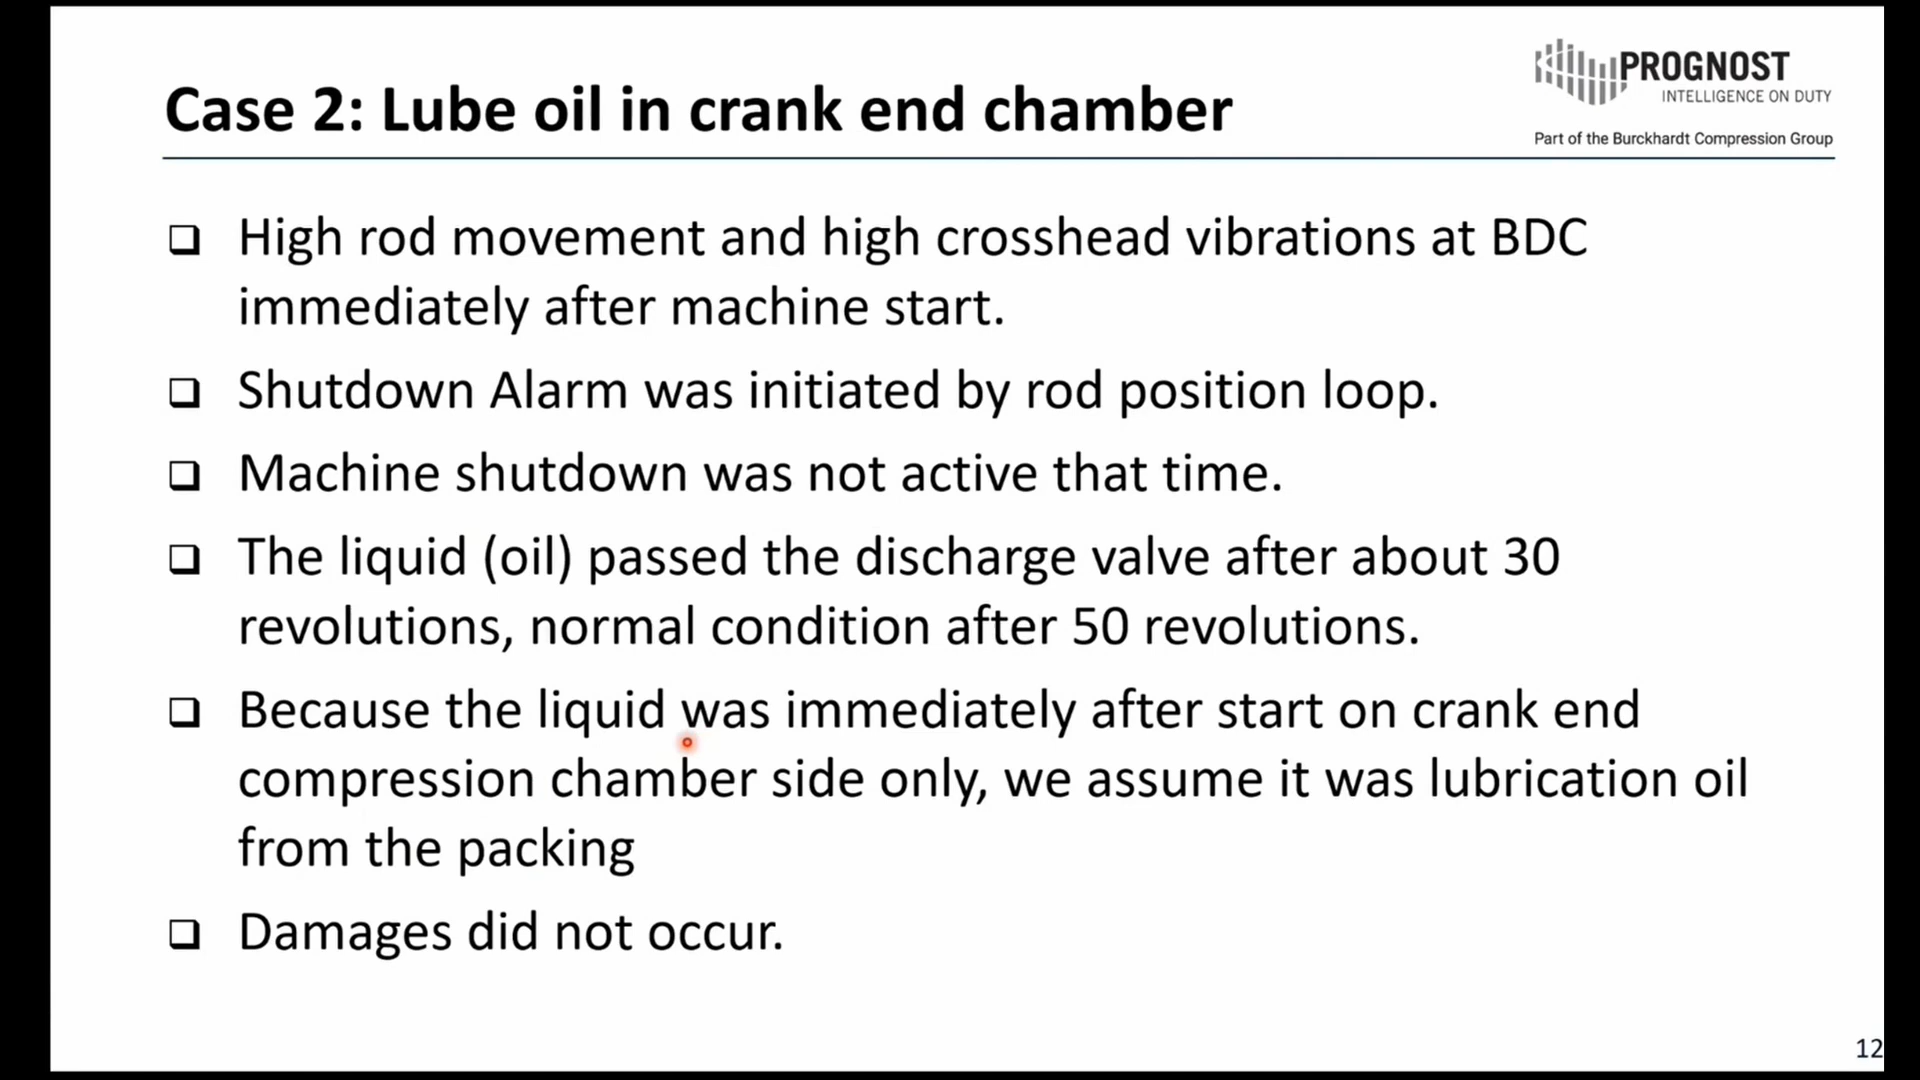 PROGNOST
INTELLIGENCE ON DUTY
Part of the Burckhardt Compression Group
Case 2: Lube oil in crank end chamber
High rod movement and high crosshead vibrations at BDC
immediately after machine start.
Shutdown Alarm was initiated by rod position loop.
Machine shutdown was not active that time.
The liquid (oil) passed the discharge valve after about 30
revolutions, normal condition after 50 revolutions.
Because the liquid was immediately after start on crank end
compression chamber side only, we assume it was lubrication oil
from the packing
Damages did not occur.
12